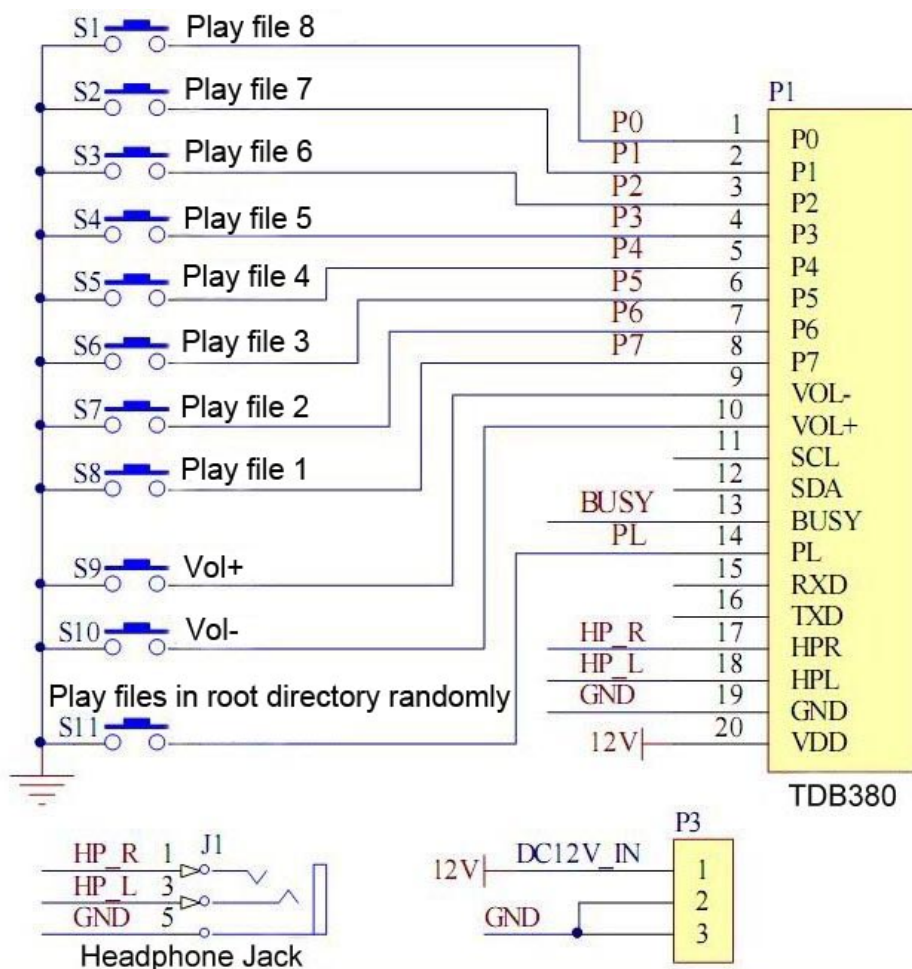 S1 Play file 8
S2 Play file 7
S3 Play file 6
S4 Play file 5
S5 Play file 4
S6 Play file 3
S7 Play file 2
S8 Play file 1
S9 Vol+
S10 Vol-
Play files in root directory randomly
S11
P1
P0 1 P0
P1 2 P1
P2 3 P2
P3 4 P3
P4 5 P4
P5 6 P5
P6 7 P6
P7 8 P7
9 VOL-
10 VOL+
11 SCL
12 SDA
BUSY 13 BUSY
PL 14 PL
15 RXD
16 TXD
HP_R 17 HPR
HP_L 18 HPL
GND 19 GND
12V 20 VDD
TDB380
HP_R 1 J1
HP_L 3
GND 5
Headphone Jack
P3
12V DC12V_IN 1
2
GND 3